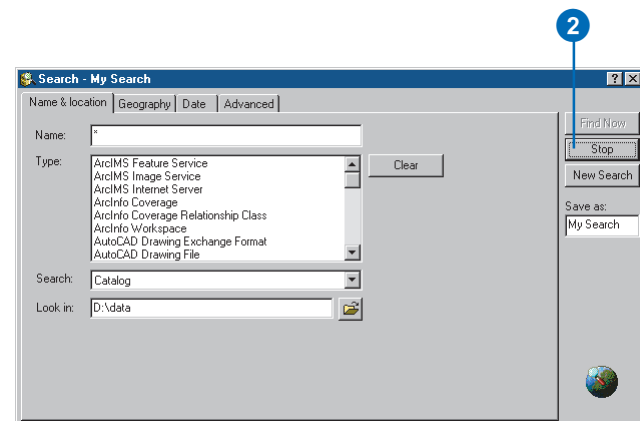 2
Search - My Search
Name & location Geography Date Advanced
Find Now
Name: *
Stop
Type:
ArcIMS Feature Service
ArcIMS Image Service
ArcIMS Internet Server
ArcInfo Coverage
ArcInfo Coverage Relationship Class
ArcInfo Workspace
AutoCAD Drawing Exchange Format
AutoCAD Drawing File
Clear
New Search
Save as:
My Search
Search: Catalog
Look in: D:\data